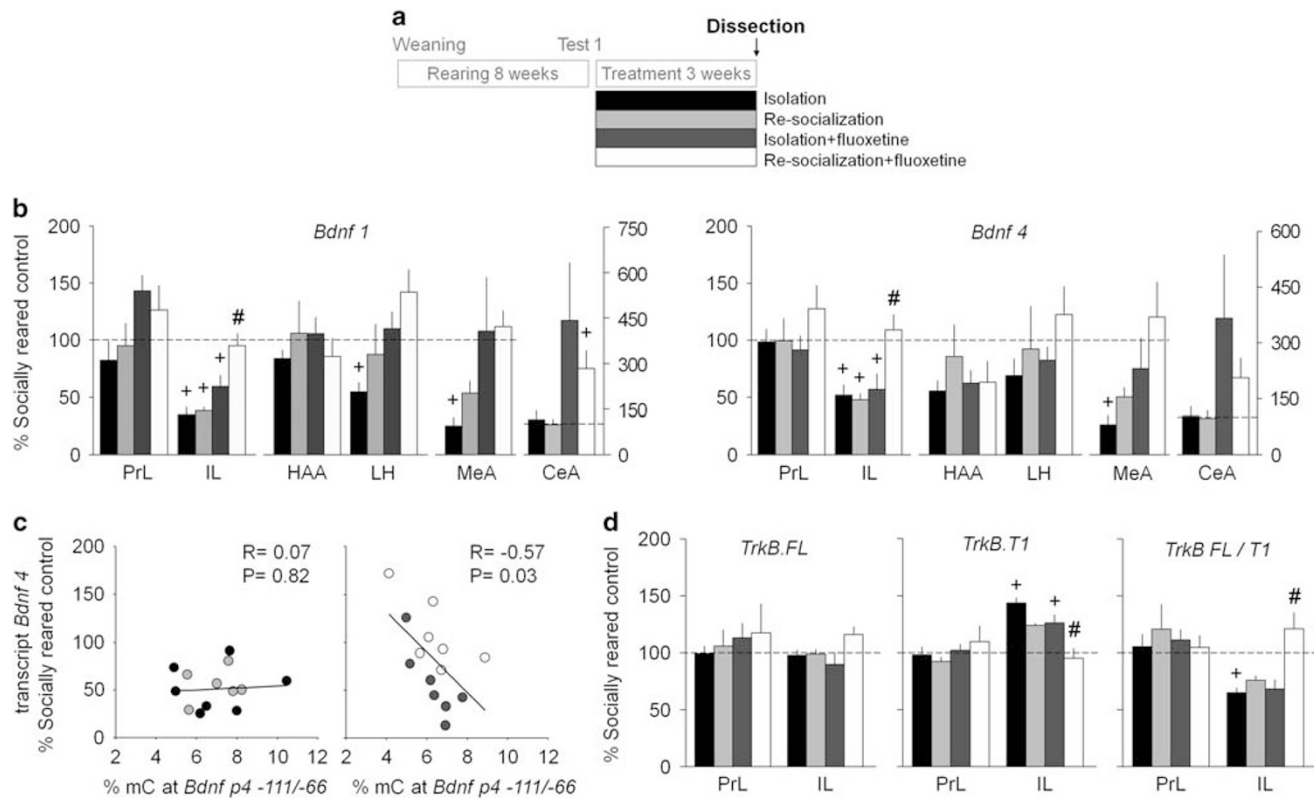 a
Weaning Test 1 Dissection
Rearing 8 weeks Treatment 3 weeks
Isolation
Re-socialization
Isolation+fluoxetine
Re-socialization+fluoxetine
b
% Socially reared control
Bdnf 1
200
150
100
50
0
+ + + # + + +
750
600
450
300
150
0
PrL IL HAA LH MeA CeA
Bdnf 4
200
150
100
50
0
+ + + # +
600
450
300
150
0
PrL IL HAA LH MeA CeA
c
transcript Bdnf 4
% Socially reared control
200
150
100
50
0
R= 0.07
P= 0.82
2 4 6 8 10 12
% mC at Bdnf p4 -111/-66
R= -0.57
P= 0.03
2 4 6 8 10 12
% mC at Bdnf p4 -111/-66
d
% Socially reared control
200
150
100
50
0
TrkB.FL
PrL IL
TrkB.T1
+ + #
PrL IL
TrkB FL / T1
+ #
PrL IL